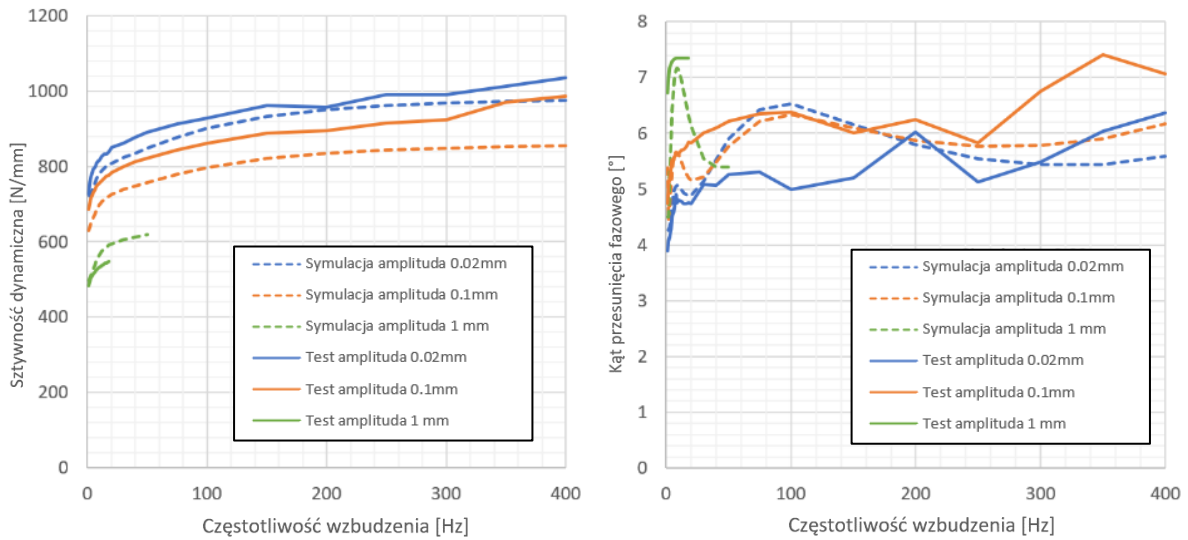 1200
1000
800
600
400
200
0
Sztywność dynamiczna [N/mm]
Symulacja amplituda 0.02mm
Symulacja amplituda 0.1mm
Symulacja amplituda 1 mm
Test amplituda 0.02mm
Test amplituda 0.1mm
Test amplituda 1 mm
0 100 200 300 400
Częstotliwość wzbudzenia [Hz]
8
7
6
5
4
3
2
1
0
Kąt przesunięcia fazowego [°]
Symulacja amplituda 0.02mm
Symulacja amplituda 0.1mm
Symulacja amplituda 1 mm
Test amplituda 0.02mm
Test amplituda 0.1mm
Test amplituda 1 mm
0 100 200 300 400
Częstotliwość wzbudzenia [Hz]